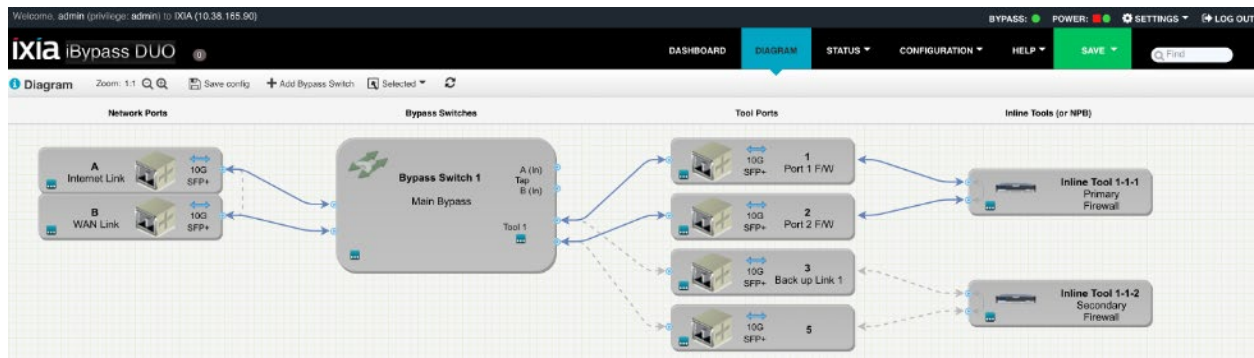 Welcome, admin (privilege: admin) to IXIA (10.38.165.90)
BYPASS: POWER: SETTINGS LOG OUT
ixia iBypass DUO 0
DASHBOARD DIAGRAM STATUS CONFIGURATION HELP SAVE Find
Diagram Zoom: 1:1 Save config Add Bypass Switch Selected
Network Ports Bypass Switches Tool Ports Inline Tools (or NPB)
A
Internet Link
10G
SFP+
B
WAN Link
10G
SFP+
Bypass Switch 1
Main Bypass
A (In)
Tap
B (In)
Tool 1
1
Port 1 F/W
10G
SFP+
2
Port 2 F/W
10G
SFP+
3
Back up Link 1
10G
SFP+
5
10G
SFP+
Inline Tool 1-1-1
Primary
Firewall
Inline Tool 1-1-2
Secondary
Firewall